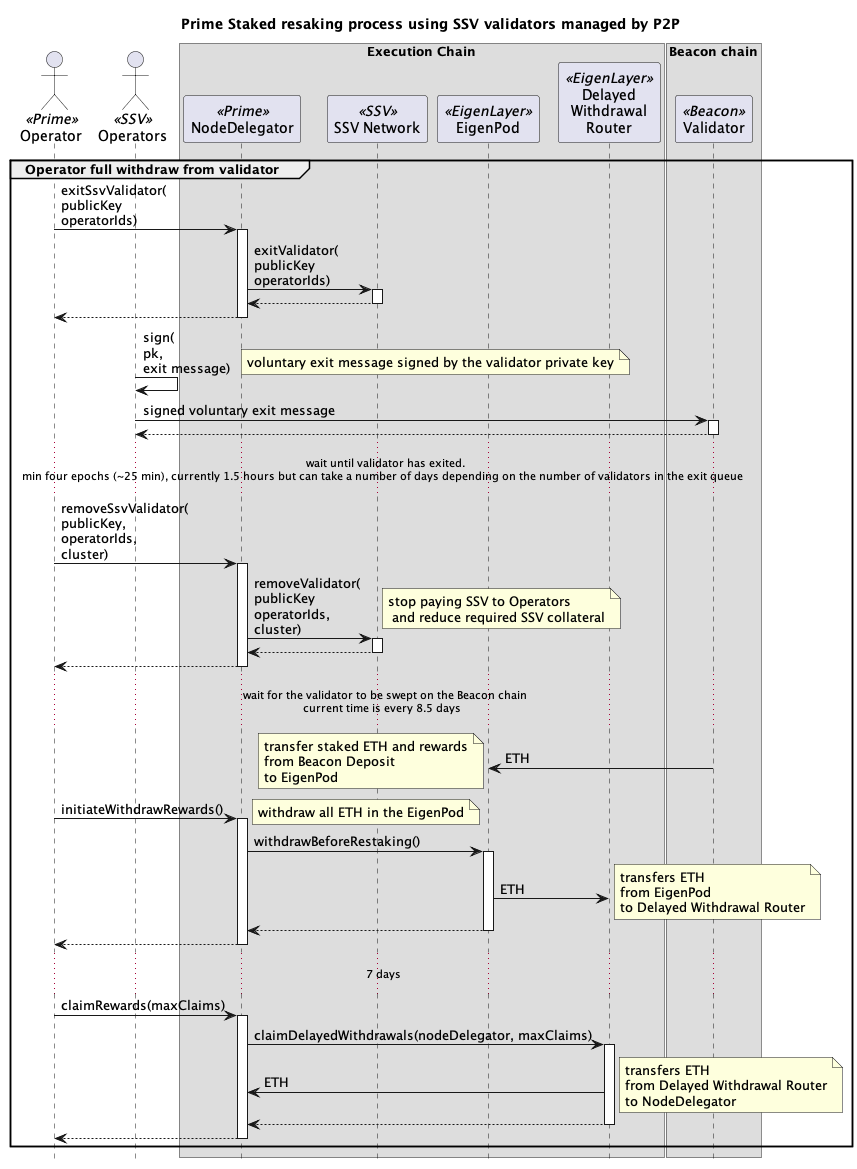 Prime Staked resaking process using SSV validators managed by P2P
Execution Chain
Beacon chain
«Prime»
Operator
«SSV»
Operators
«Prime»
NodeDelegator
«SSV»
SSV Network
«EigenLayer»
EigenPod
«EigenLayer»
Delayed
Withdrawal
Router
«Beacon»
Validator
Operator full withdraw from validator
exitSsvValidator(
publicKey
operatorIds)
exitValidator(
publicKey
operatorIds)
sign(
pk,
exit message)
voluntary exit message signed by the validator private key
signed voluntary exit message
wait until validator has exited.
min four epochs (~25 min), currently 1.5 hours but can take a number of days depending on the number of validators in the exit queue
removeSsvValidator(
publicKey,
operatorIds,
cluster)
removeValidator(
publicKey
operatorIds,
cluster)
stop paying SSV to Operators
and reduce required SSV collateral
wait for the validator to be swept on the Beacon chain
current time is every 8.5 days
transfer staked ETH and rewards
from Beacon Deposit
to EigenPod
ETH
initiateWithdrawRewards()
withdraw all ETH in the EigenPod
withdrawBeforeRestaking()
ETH
transfers ETH
from EigenPod
to Delayed Withdrawal Router
7 days
claimRewards(maxClaims)
claimDelayedWithdrawals(nodeDelegator, maxClaims)
ETH
transfers ETH
from Delayed Withdrawal Router
to NodeDelegator